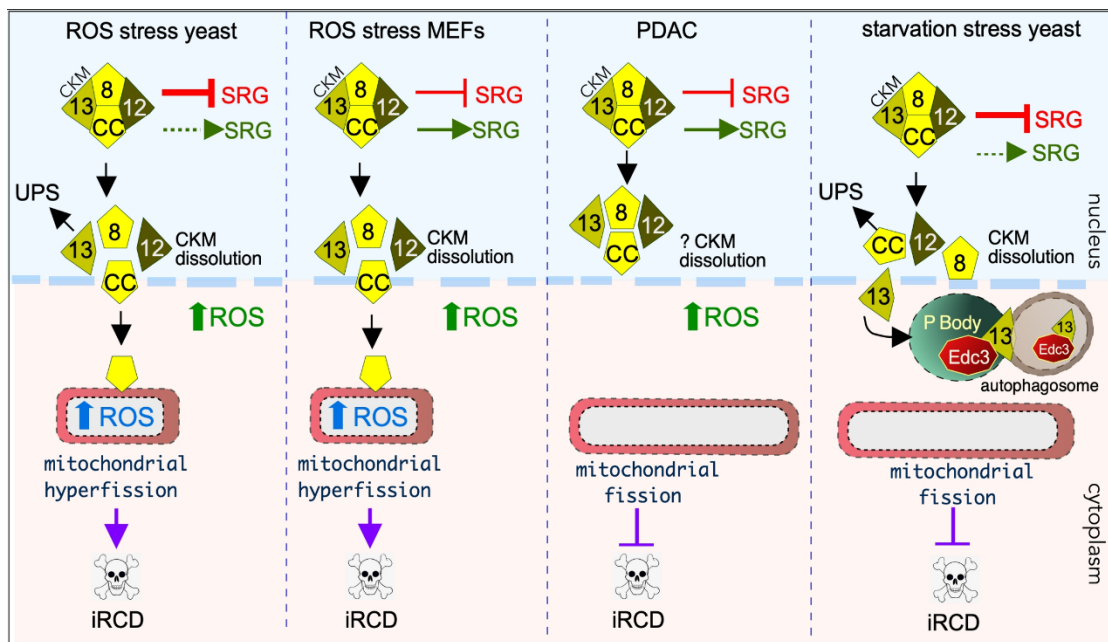 ROS stress yeast
CKM
8
13
12
CC
SRG
SRG
UPS
8
13
12
CC
CKM
dissolution
ROS
ROS
mitochondrial
hyperfission
iRCD
ROS stress MEFs
CKM
8
13
12
CC
SRG
SRG
8
13
12
CC
CKM
dissolution
ROS
ROS
mitochondrial
hyperfission
iRCD
PDAC
CKM
8
13
12
CC
SRG
SRG
8
13
12
CC
? CKM
dissolution
ROS
mitochondrial
fission
iRCD
starvation stress yeast
CKM
8
13
12
CC
SRG
SRG
UPS
CC
12
8
CKM
dissolution
13
P Body
13
Edc3
13
Edc3
autophagosome
mitochondrial
fission
iRCD
nucleus
cytoplasm